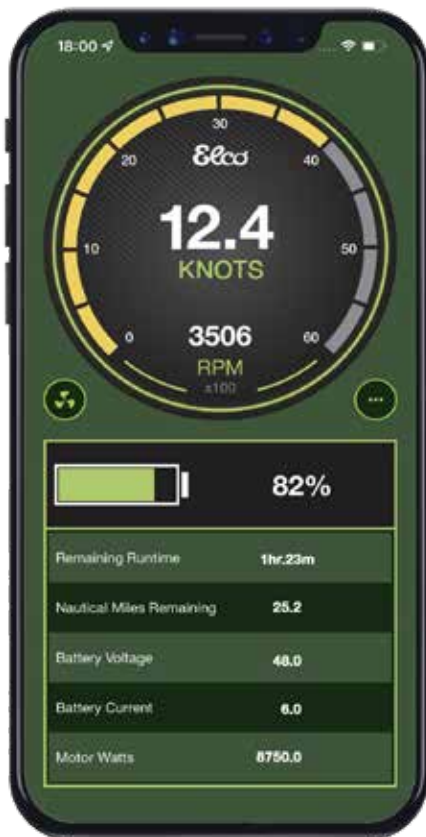 18:00
30
20
40
Elco
12.4
KNOTS
10
50
0
3506
60
RPM
x100
82%
Remaining Runtime 1hr.23m
Nautical Miles Remaining 25.2
Battery Voltage 48.0
Battery Current 6.0
Motor Watts 8750.0